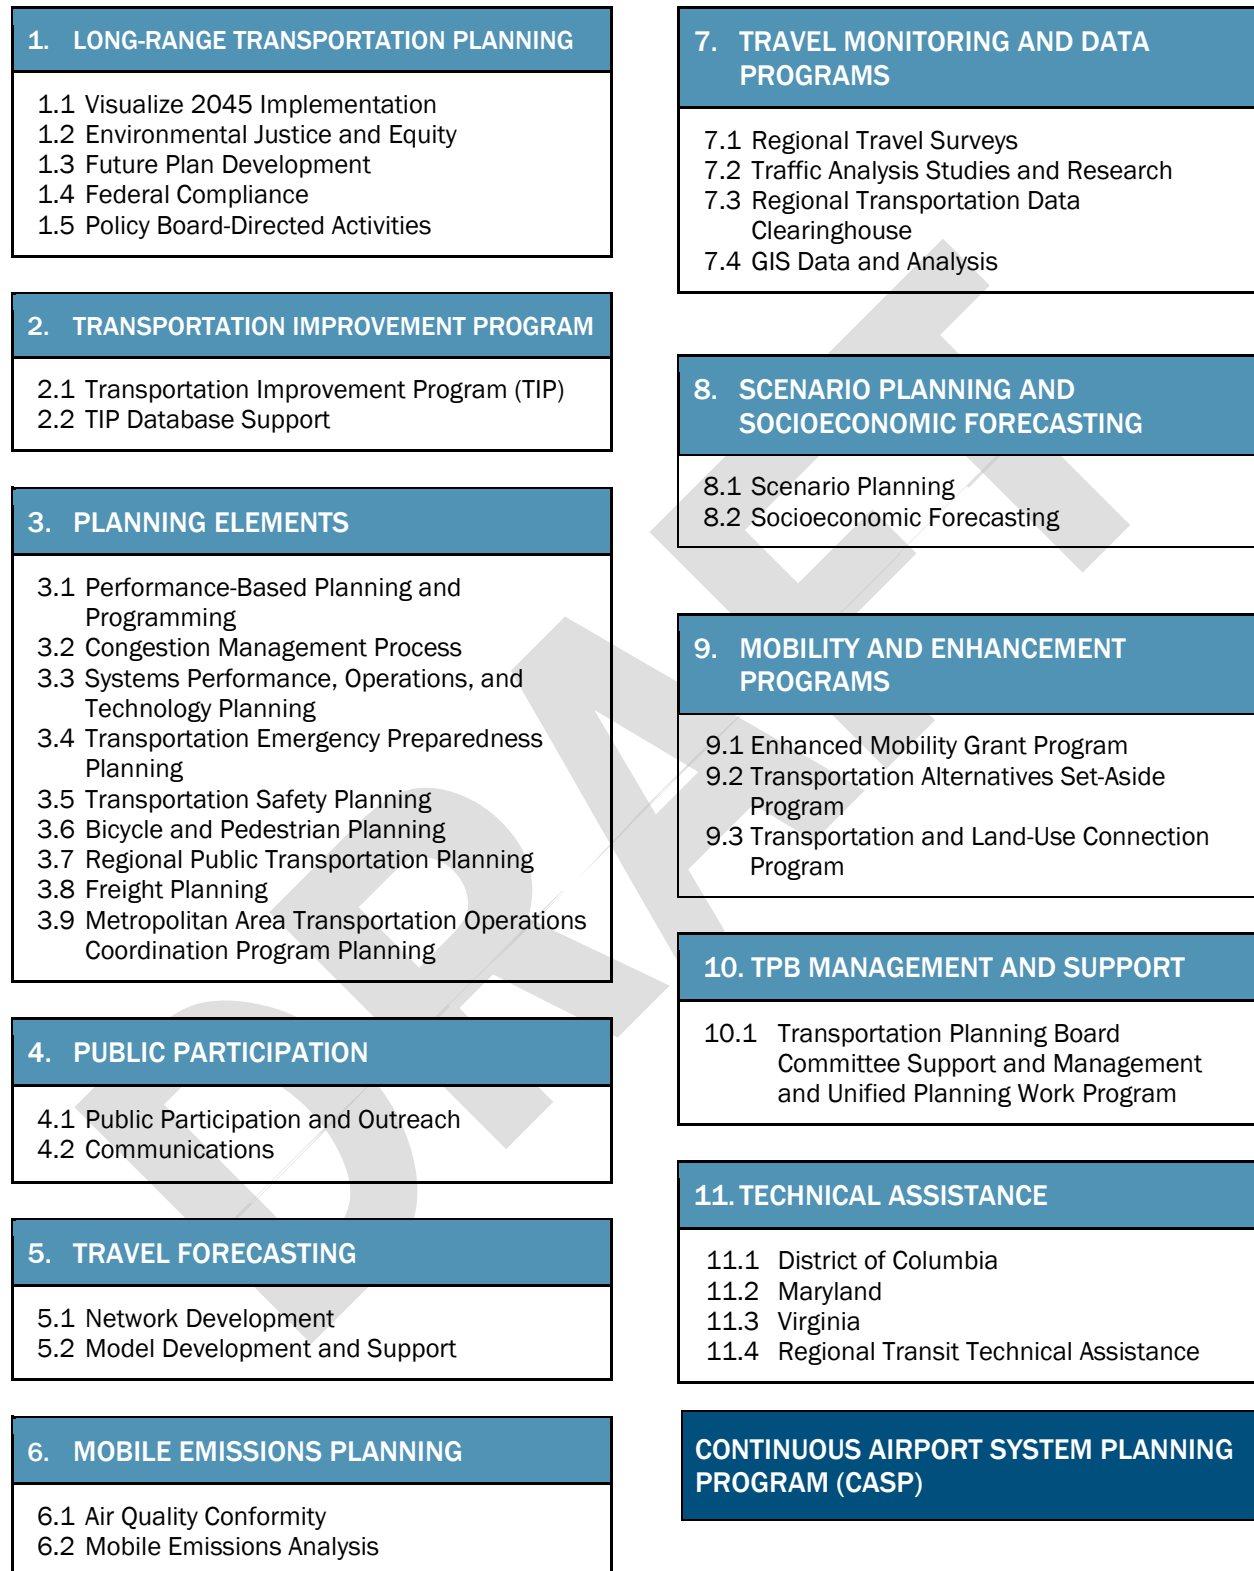 1. LONG-RANGE TRANSPORTATION PLANNING
1.1 Visualize 2045 Implementation
1.2 Environmental Justice and Equity
1.3 Future Plan Development
1.4 Federal Compliance
1.5 Policy Board-Directed Activities
2. TRANSPORTATION IMPROVEMENT PROGRAM
2.1 Transportation Improvement Program (TIP)
2.2 TIP Database Support
3. PLANNING ELEMENTS
3.1 Performance-Based Planning and
Programming
3.2 Congestion Management Process
3.3 Systems Performance, Operations, and
Technology Planning
3.4 Transportation Emergency Preparedness
Planning
3.5 Transportation Safety Planning
3.6 Bicycle and Pedestrian Planning
3.7 Regional Public Transportation Planning
3.8 Freight Planning
3.9 Metropolitan Area Transportation Operations
Coordination Program Planning
4. PUBLIC PARTICIPATION
4.1 Public Participation and Outreach
4.2 Communications
5. TRAVEL FORECASTING
5.1 Network Development
5.2 Model Development and Support
6. MOBILE EMISSIONS PLANNING
6.1 Air Quality Conformity
6.2 Mobile Emissions Analysis
7. TRAVEL MONITORING AND DATA
PROGRAMS
7.1 Regional Travel Surveys
7.2 Traffic Analysis Studies and Research
7.3 Regional Transportation Data
Clearinghouse
7.4 GIS Data and Analysis
8. SCENARIO PLANNING AND
SOCIOECONOMIC FORECASTING
8.1 Scenario Planning
8.2 Socioeconomic Forecasting
9. MOBILITY AND ENHANCEMENT
PROGRAMS
9.1 Enhanced Mobility Grant Program
9.2 Transportation Alternatives Set-Aside
Program
9.3 Transportation and Land-Use Connection
Program
10. TPB MANAGEMENT AND SUPPORT
10.1 Transportation Planning Board
Committee Support and Management
and Unified Planning Work Program
11. TECHNICAL ASSISTANCE
11.1 District of Columbia
11.2 Maryland
11.3 Virginia
11.4 Regional Transit Technical Assistance
CONTINUOUS AIRPORT SYSTEM PLANNING
PROGRAM (CASP)
DRAFT